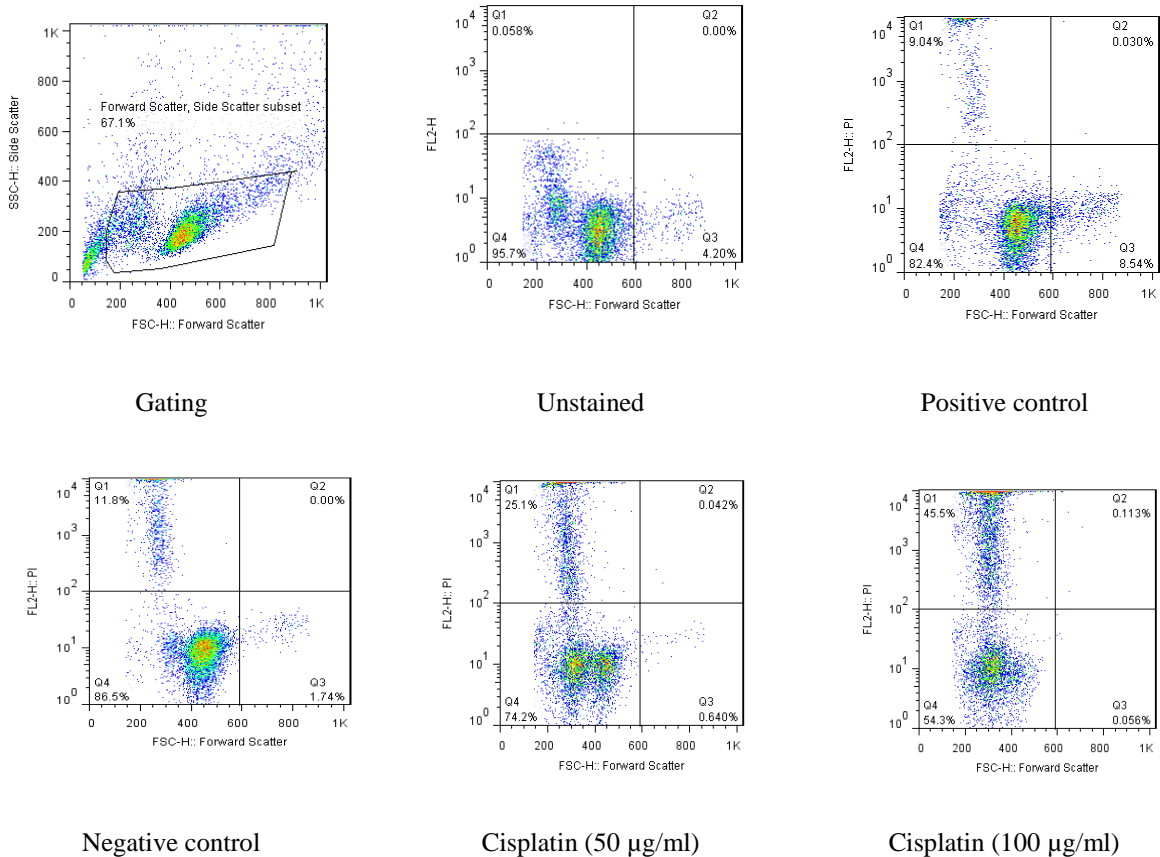 1K
800
600
400
200
0
SSC-H:: Side Scatter
Forward Scatter, Side Scatter subset
67.1%
0 200 400 600 800 1K
FSC-H:: Forward Scatter
Gating
Q1
0.058%
Q2
0.00%
10^4
10^3
10^2
10^1
10^0
FL2-H
Q4
95.7%
Q3
4.20%
0 200 400 600 800 1K
FSC-H:: Forward Scatter
Unstained
Q1
9.04%
Q2
0.030%
10^4
10^3
10^2
10^1
10^0
FL2-H:: PI
Q4
82.4%
Q3
8.54%
0 200 400 600 800 1K
FSC-H:: Forward Scatter
Positive control
Q1
11.8%
Q2
0.00%
10^4
10^3
10^2
10^1
10^0
FL2-H:: PI
Q4
86.5%
Q3
1.74%
0 200 400 600 800 1K
FSC-H:: Forward Scatter
Negative control
Q1
25.1%
Q2
0.042%
10^4
10^3
10^2
10^1
10^0
FL2-H:: PI
Q4
74.2%
Q3
0.640%
0 200 400 600 800 1K
FSC-H:: Forward Scatter
Cisplatin (50 µg/ml)
Q1
45.5%
Q2
0.113%
10^4
10^3
10^2
10^1
10^0
FL2-H:: PI
Q4
54.3%
Q3
0.056%
0 200 400 600 800 1K
FSC-H:: Forward Scatter
Cisplatin (100 µg/ml)